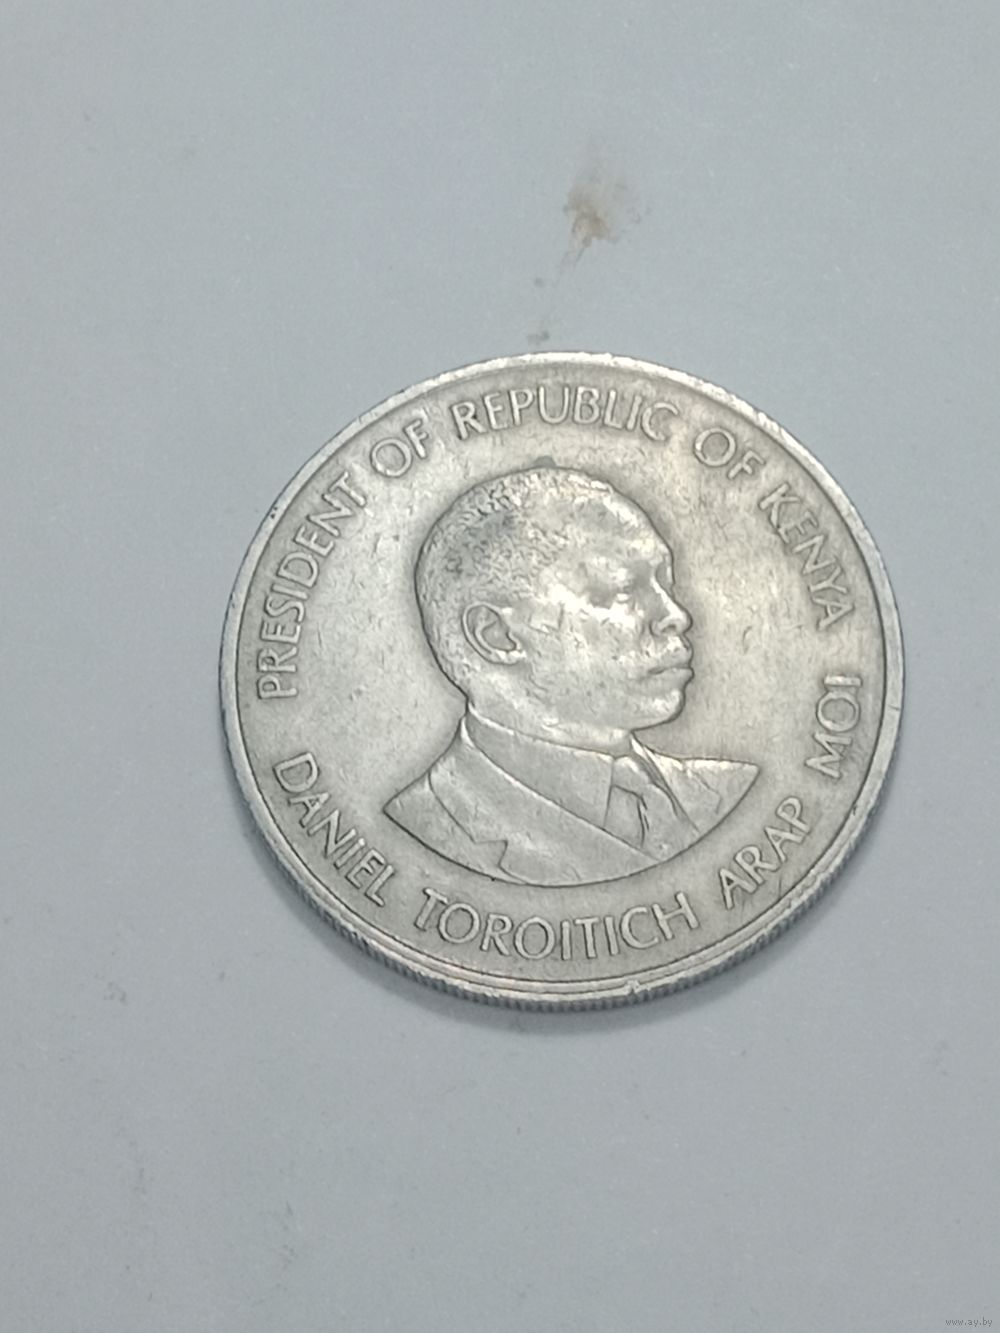 PRESIDENT OF REPUBLIC OF KENYA
DANIEL TOROITICH ARAP MOI
www.ay.by